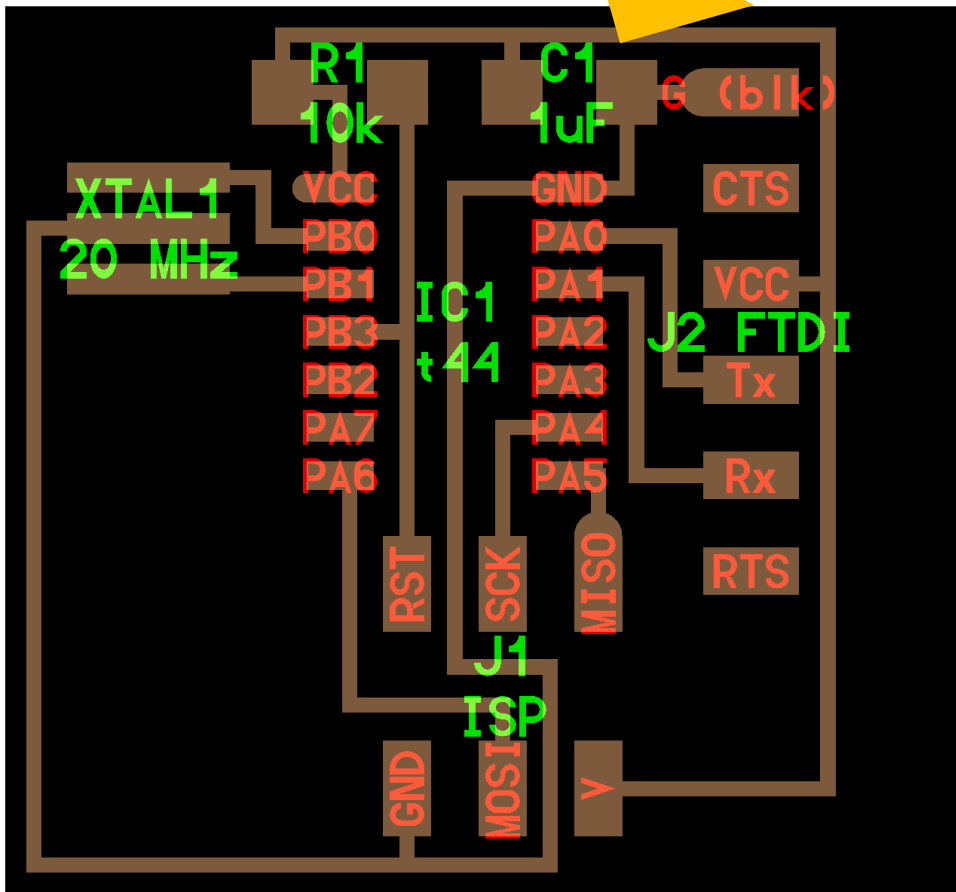 R1
10k
C1
1uF
G (blk)
XTAL1
20 MHz
VCC
PB0
PB1
PB3
PB2
PA7
PA6
IC1
t44
GND
PA0
PA1
PA2
PA3
PA4
PA5
CTS
VCC
J2 FTDI
Tx
Rx
RTS
RST
SCK
MISO
J1
ISP
GND
MOSI
V